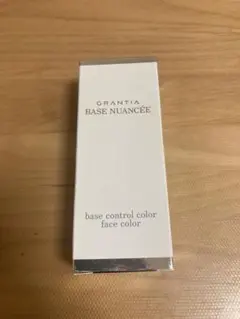 GRANTIA
BASE NUANCÉE
base control color
face color